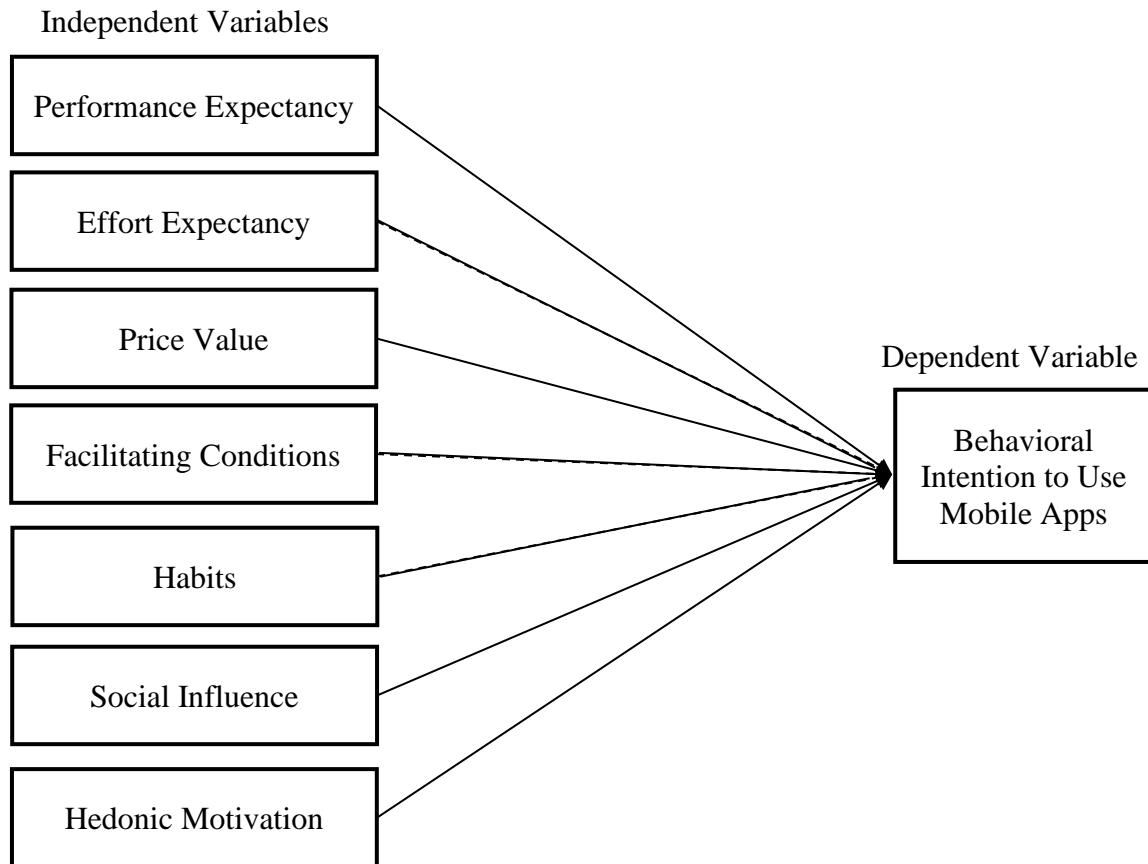 Independent Variables
Performance Expectancy
Effort Expectancy
Price Value
Facilitating Conditions
Habits
Social Influence
Hedonic Motivation
Dependent Variable
Behavioral
Intention to Use
Mobile Apps